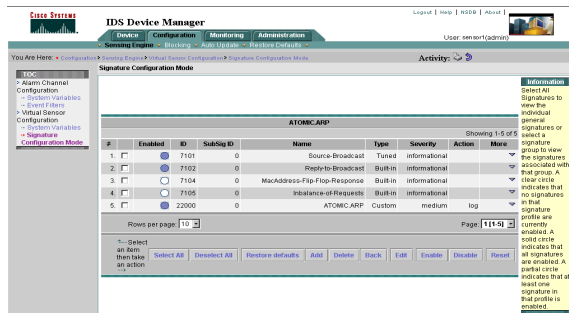 CISCO SYSTEMS
IDS Device Manager
Logout | Help | NSDB | About |
Device Configuration Monitoring Administration
User: sensor1(admin)
Sensing Engine Blocking Auto Update Restore Defaults
You Are Here: Configuration > Sensing Engine > Virtual Sensor Configuration > Signature Configuration Mode
Activity:
TOC
> Alarm Channel Configuration
-- System Variables
-- Event Filters
> Virtual Sensor Configuration
-- System Variables
-- Signature Configuration Mode
Signature Configuration Mode
ATOMIC.ARP
Showing 1-5 of 5
# Enabled ID SubSig ID Name Type Severity Action More
1. 7101 0 Source-Broadcast Tuned informational
2. 7102 0 Reply-to-Broadcast Built-in informational
3. 7104 0 MacAddress-Flip-Flop-Response Built-in informational
4. 7105 0 Inbalance-of-Requests Built-in informational
5. 22000 0 ATOMIC.ARP Custom medium log
Rows per page: 10
Page: 1 [1-5]
*-- Select an item then take an action -->
Select All Deselect All Restore defaults Add Delete Back Edit Enable Disable Reset
Information
Select All
Signatures to
view the
individual
general
signatures or
select a
signature
group to view
the signatures
associated with
that group. A
clear circle
indicates that
no signatures
in that
signature
profile are
currently
enabled. A
solid circle
indicates that
all signatures
are enabled. A
partial circle
indicates that at
least one
signature in
that profile is
enabled.